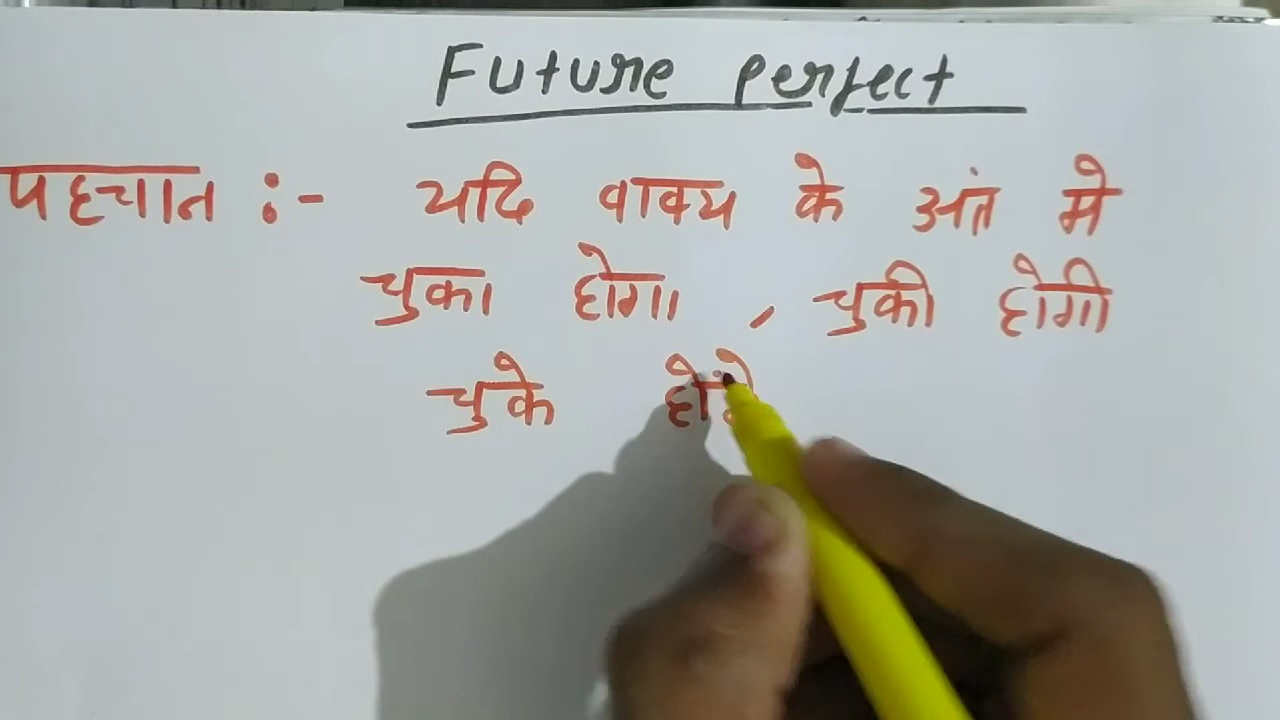 Future perfect
पहचान :- यदि वाक्य के अंत मे
चुका होगा , चुकी होगी
चुके